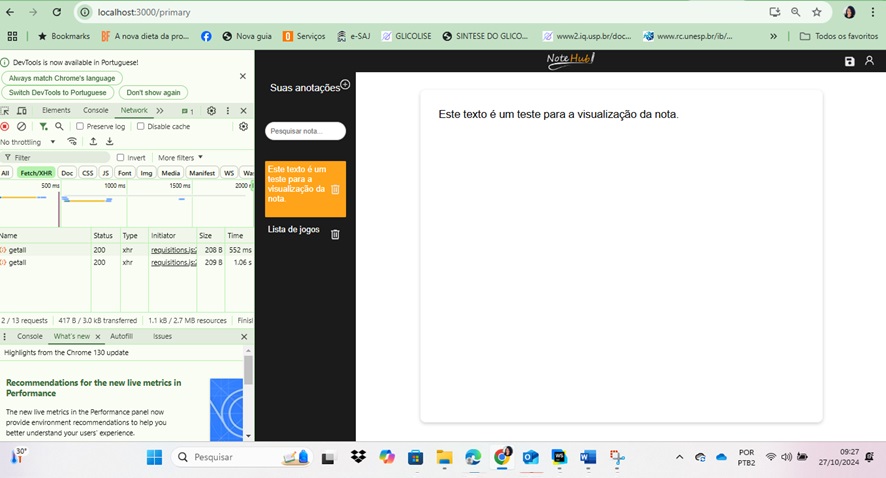 localhost:3000/primary
Bookmarks
A nova dieta da pro...
Nova guia
Serviços
e-SAJ
GLICOLISE
SINTESE DO GLICO...
www2.iq.usp.br/doc...
www2.rc.unesp.br/ib/...
»
Todos os favoritos
DevTools is now available in Portuguese!
Always match Chrome's language
Switch DevTools to Portuguese
Don't show again
Elements
Console
Network
»
1
Preserve log
Disable cache
No throttling
Filter
Invert
More filters
All
Fetch/XHR
Doc
CSS
JS
Font
Img
Media
Manifest
WS
500 ms
1000 ms
1500 ms
Name
Status
Type
Initiator
Size
Time
getall
200
xhr
requisitions.js
208 B
552 ms
getall
200
xhr
requisitions.js
209 B
1.06 s
2 / 13 requests
417 B / 3.0 kB transferred
1.1 kB / 2.7 MB resources
Console
What's new
Autofill
Issues
Highlights from the Chrome 130 update
Recommendations for the new live metrics in
Performance
The new live metrics in the Performance panel now
provide environment recommendations to help you
better understand your users' experience.
NoteHub!
Suas anotações
Pesquisar nota...
Este texto é um
teste para a
visualização da
nota.
Lista de jogos
Este texto é um teste para a visualização da nota.
30°
Pesquisar
POR
PTB2
09:27
27/10/2024